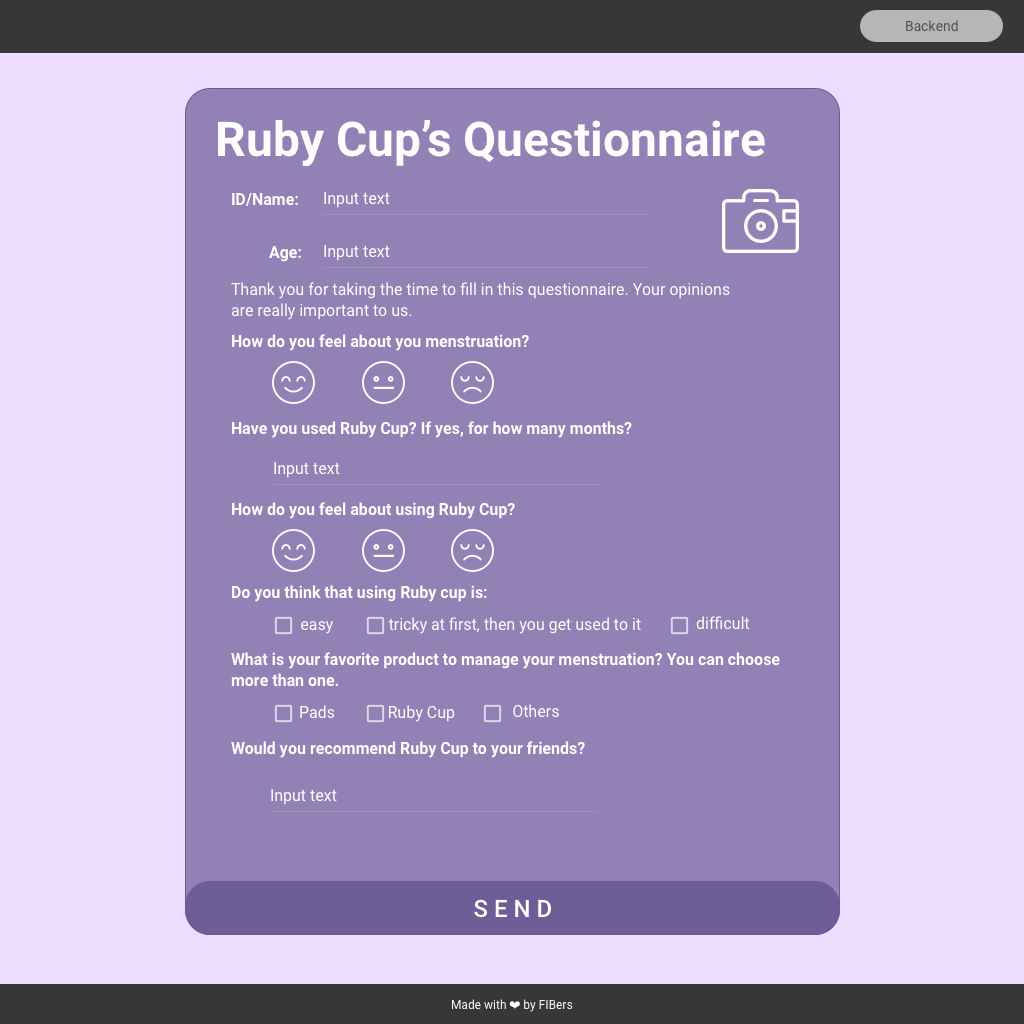 Backend
Ruby Cup’s Questionnaire
ID/Name: Input text
Age: Input text
Thank you for taking the time to fill in this questionnaire. Your opinions
are really important to us.
How do you feel about you menstruation?
Have you used Ruby Cup? If yes, for how many months?
Input text
How do you feel about using Ruby Cup?
Do you think that using Ruby cup is:
easy tricky at first, then you get used to it difficult
What is your favorite product to manage your menstruation? You can choose
more than one.
Pads Ruby Cup Others
Would you recommend Ruby Cup to your friends?
Input text
SEND
Made with ❤ by FIBers